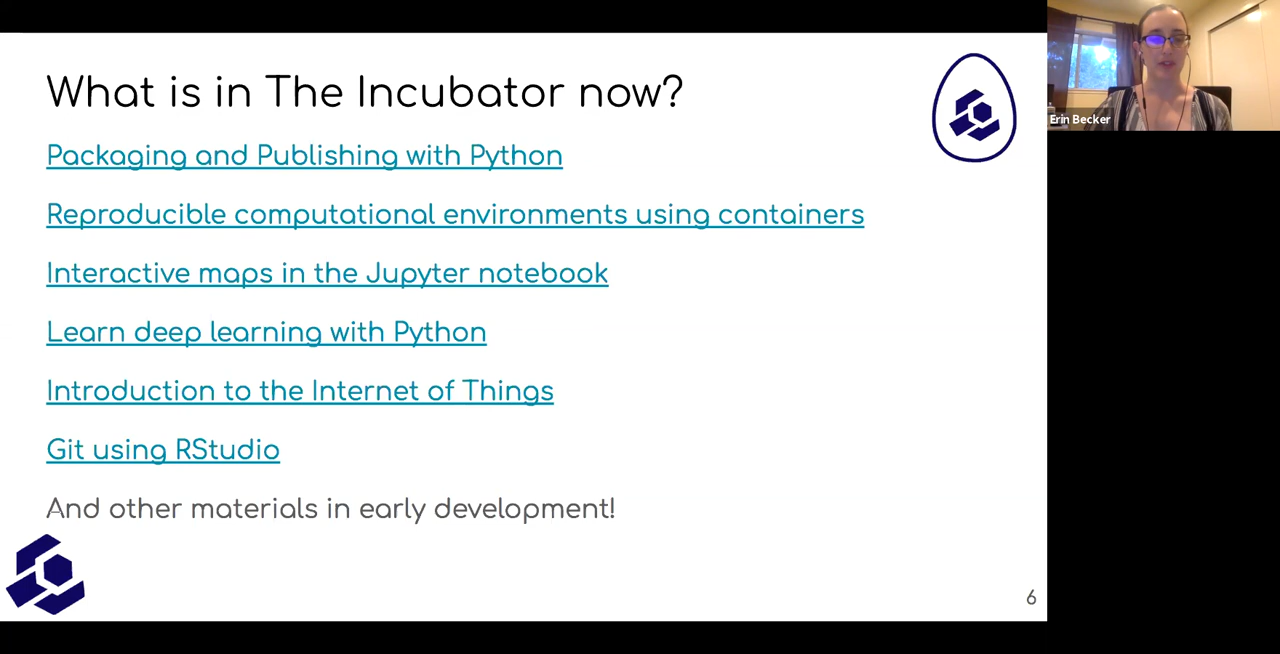 What is in The Incubator now?
Packaging and Publishing with Python
Reproducible computational environments using containers
Interactive maps in the Jupyter notebook
Learn deep learning with Python
Introduction to the Internet of Things
Git using RStudio
And other materials in early development!
6
Erin Becker